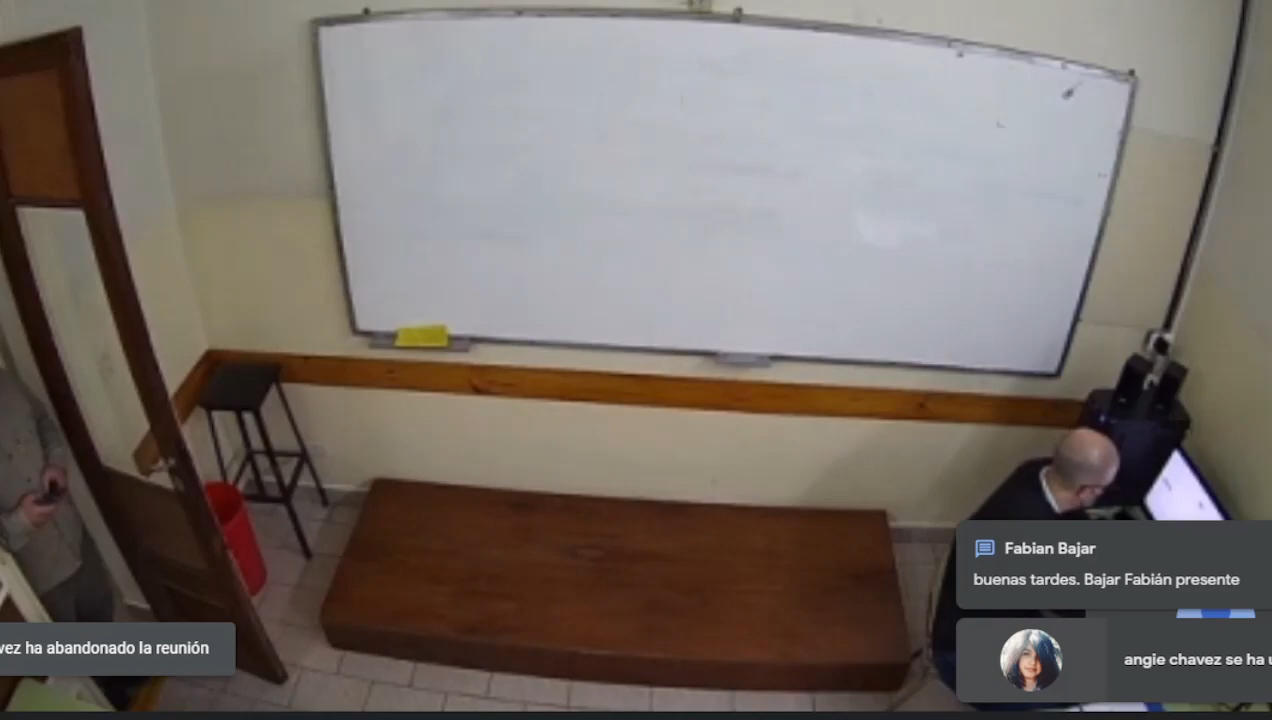 Fabian Bajar
buenas tardes. Bajar Fabián presente
vez ha abandonado la reunión
angie chavez se ha u